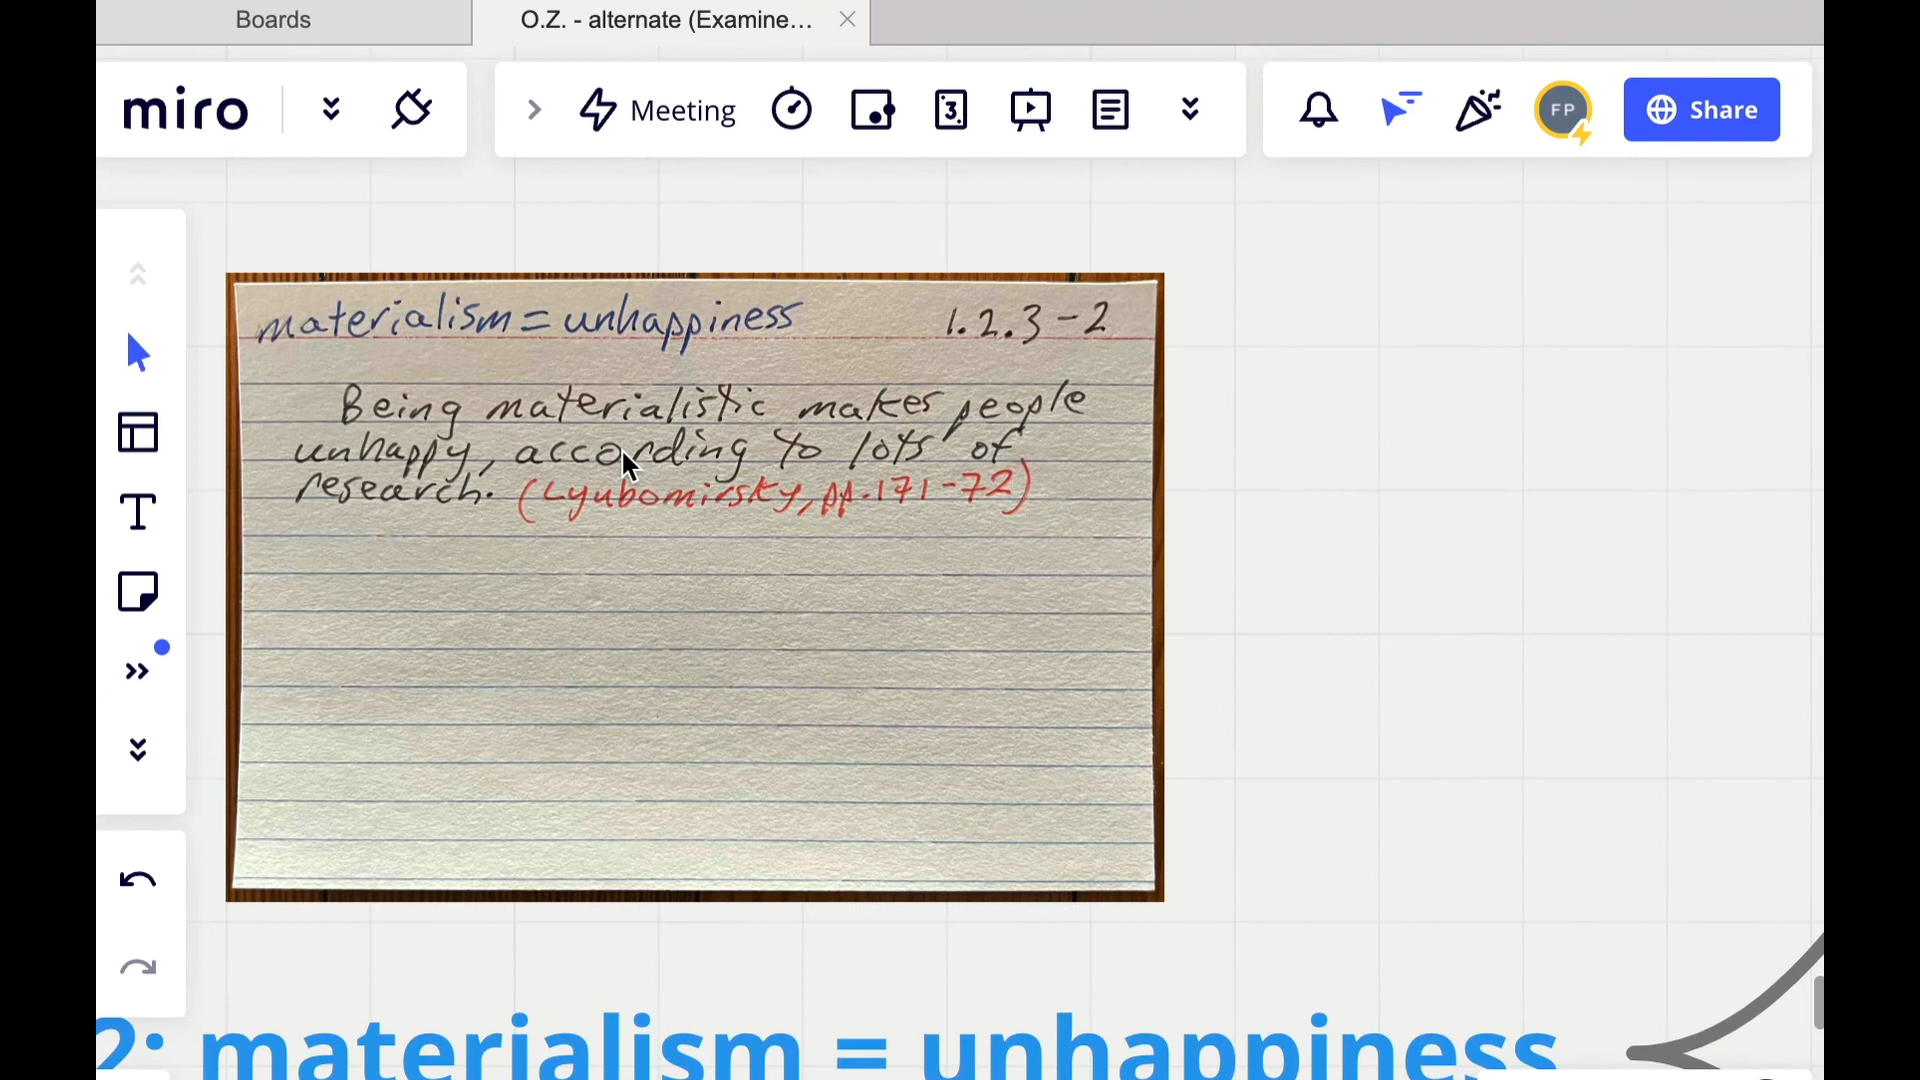 Boards
O.Z. - alternate (Examine...
miro
Meeting
3
FP
Share
materialism = unhappiness 1.2.3-2
Being materialistic makes people
unhappy, according to lots of
research. (Lyubomirsky, pp. 171-72)
T
2: materialism = unhappiness